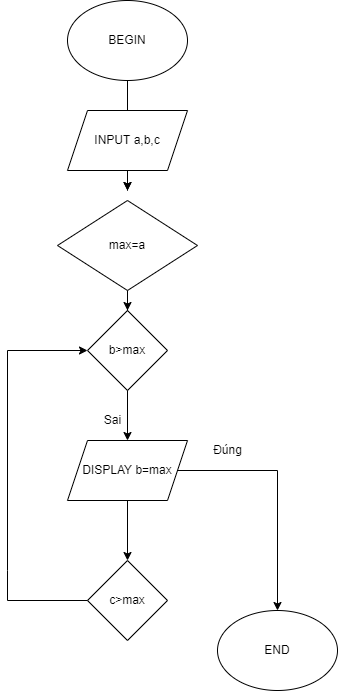 BEGIN
INPUT a,b,c
max=a
b>max
Sai
Đúng
DISPLAY b=max
c>max
END